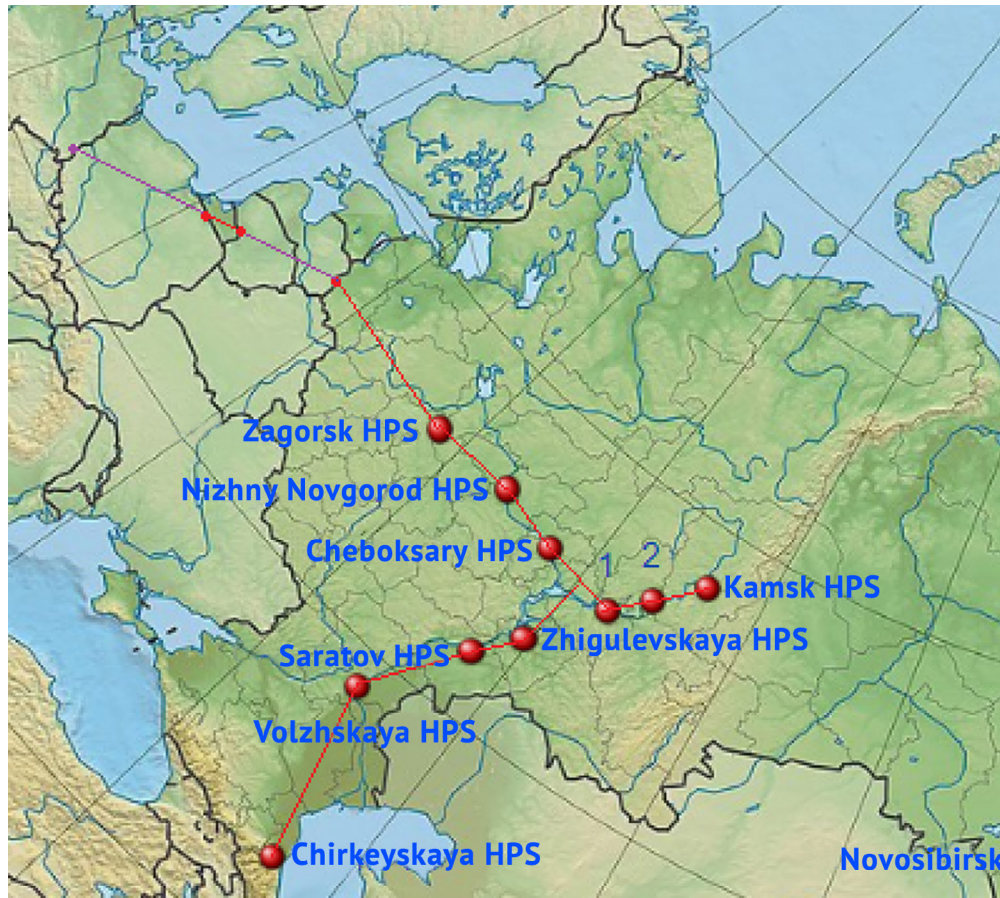 Zagorsk HPS
Nizhny Novgorod HPS
Cheboksary HPS
1
2
Kamsk HPS
Zhigulevskaya HPS
Saratov HPS
Volzhskaya HPS
Chirkeyskaya HPS
Novosibirsk